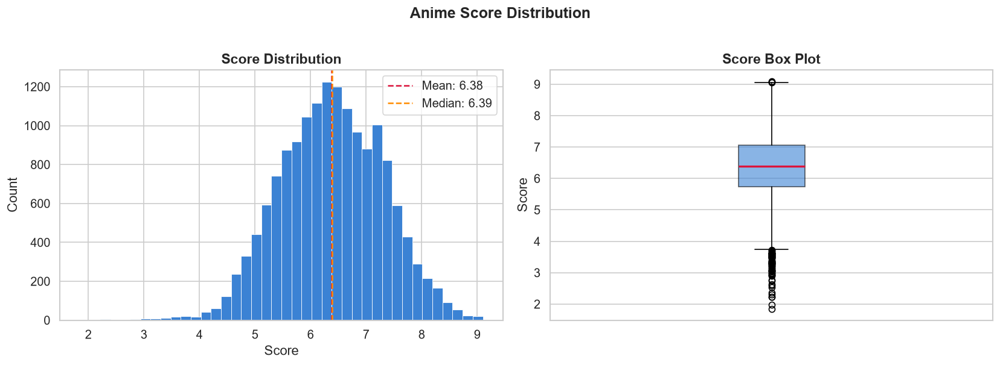 Anime Score Distribution
Score Distribution
1200
1000
800
600
400
200
0
Count
2 3 4 5 6 7 8 9
Score
Mean: 6.38
Median: 6.39
Score Box Plot
9
8
7
6
5
4
3
2
Score